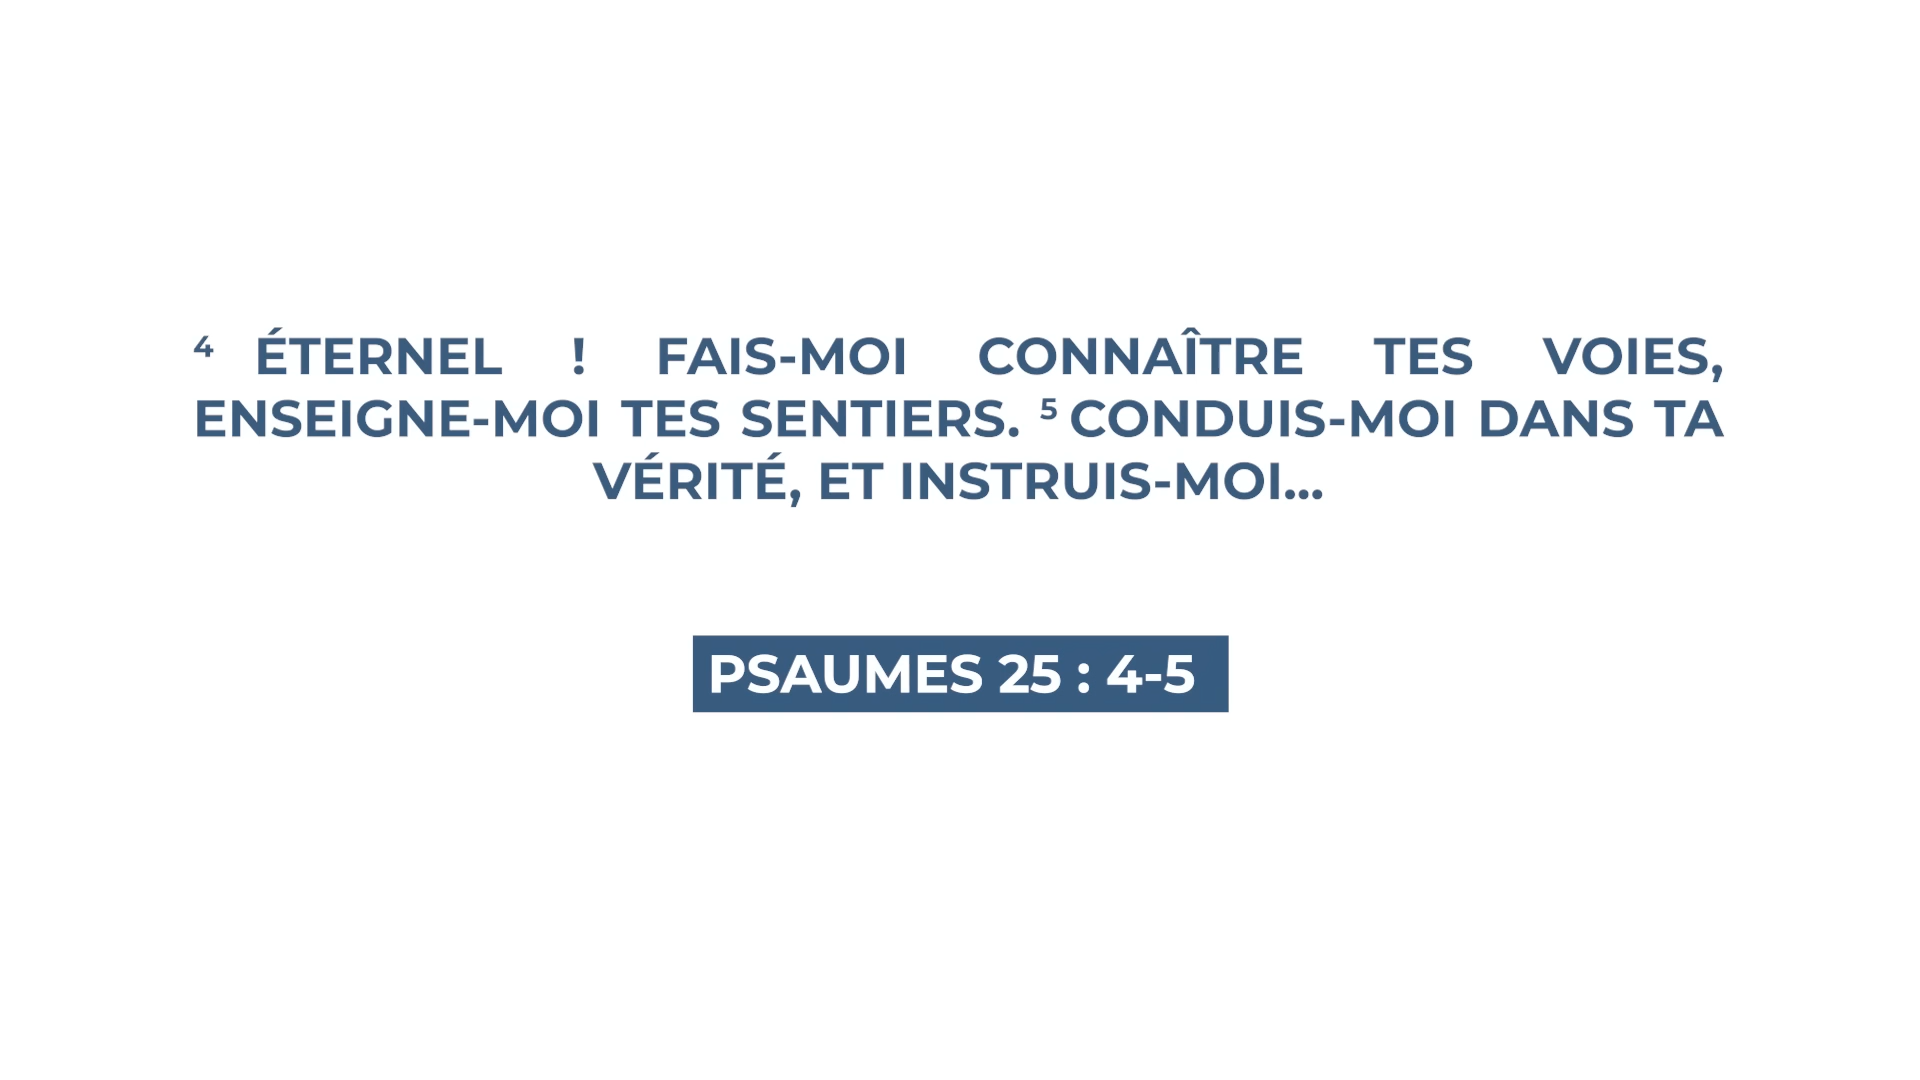 ⁴ ÉTERNEL ! FAIS-MOI CONNAÎTRE TES VOIES,
ENSEIGNE-MOI TES SENTIERS. ⁵ CONDUIS-MOI DANS TA
VÉRITÉ, ET INSTRUIS-MOI...
PSAUMES 25 : 4-5